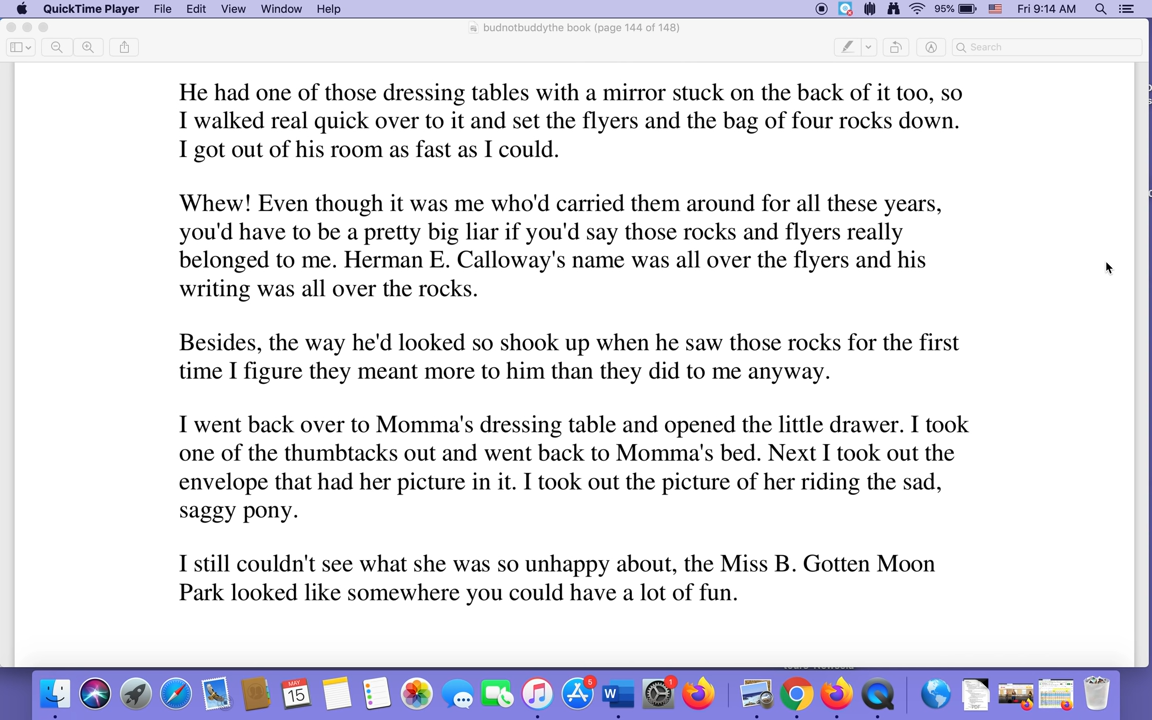 QuickTime Player File Edit View Window Help 95% Fri 9:14 AM
budnotbuddythe book (page 144 of 148)
Search
He had one of those dressing tables with a mirror stuck on the back of it too, so
I walked real quick over to it and set the flyers and the bag of four rocks down.
I got out of his room as fast as I could.
Whew! Even though it was me who'd carried them around for all these years,
you'd have to be a pretty big liar if you'd say those rocks and flyers really
belonged to me. Herman E. Calloway's name was all over the flyers and his
writing was all over the rocks.
Besides, the way he'd looked so shook up when he saw those rocks for the first
time I figure they meant more to him than they did to me anyway.
I went back over to Momma's dressing table and opened the little drawer. I took
one of the thumbtacks out and went back to Momma's bed. Next I took out the
envelope that had her picture in it. I took out the picture of her riding the sad,
saggy pony.
I still couldn't see what she was so unhappy about, the Miss B. Gotten Moon
Park looked like somewhere you could have a lot of fun.
MAY
15
5
W
1